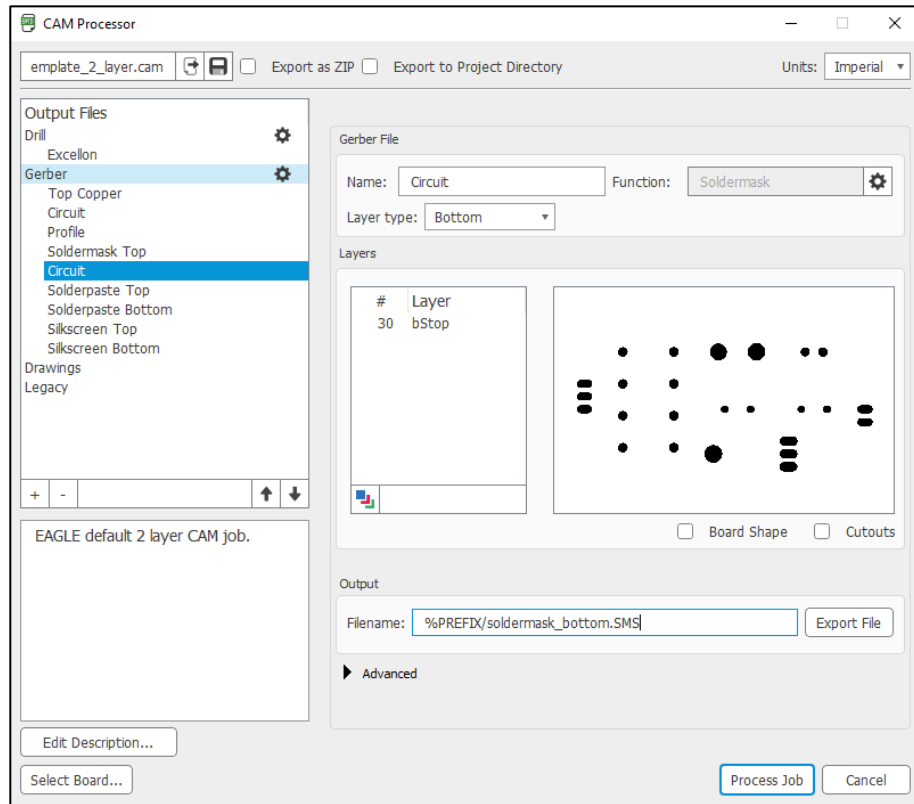 CAM Processor
emplate_2_layer.cam Export as ZIP Export to Project Directory Units: Imperial
Output Files
Drill
Excellon
Gerber
Top Copper
Circuit
Profile
Soldermask Top
Circuit
Solderpaste Top
Solderpaste Bottom
Silkscreen Top
Silkscreen Bottom
Drawings
Legacy
+ -
EAGLE default 2 layer CAM job.
Edit Description...
Select Board...
Gerber File
Name: Circuit Function: Soldermask
Layer type: Bottom
Layers
# Layer
30 bStop
Board Shape Cutouts
Output
Filename: %PREFIX/soldermask_bottom.SMS Export File
Advanced
Process Job Cancel